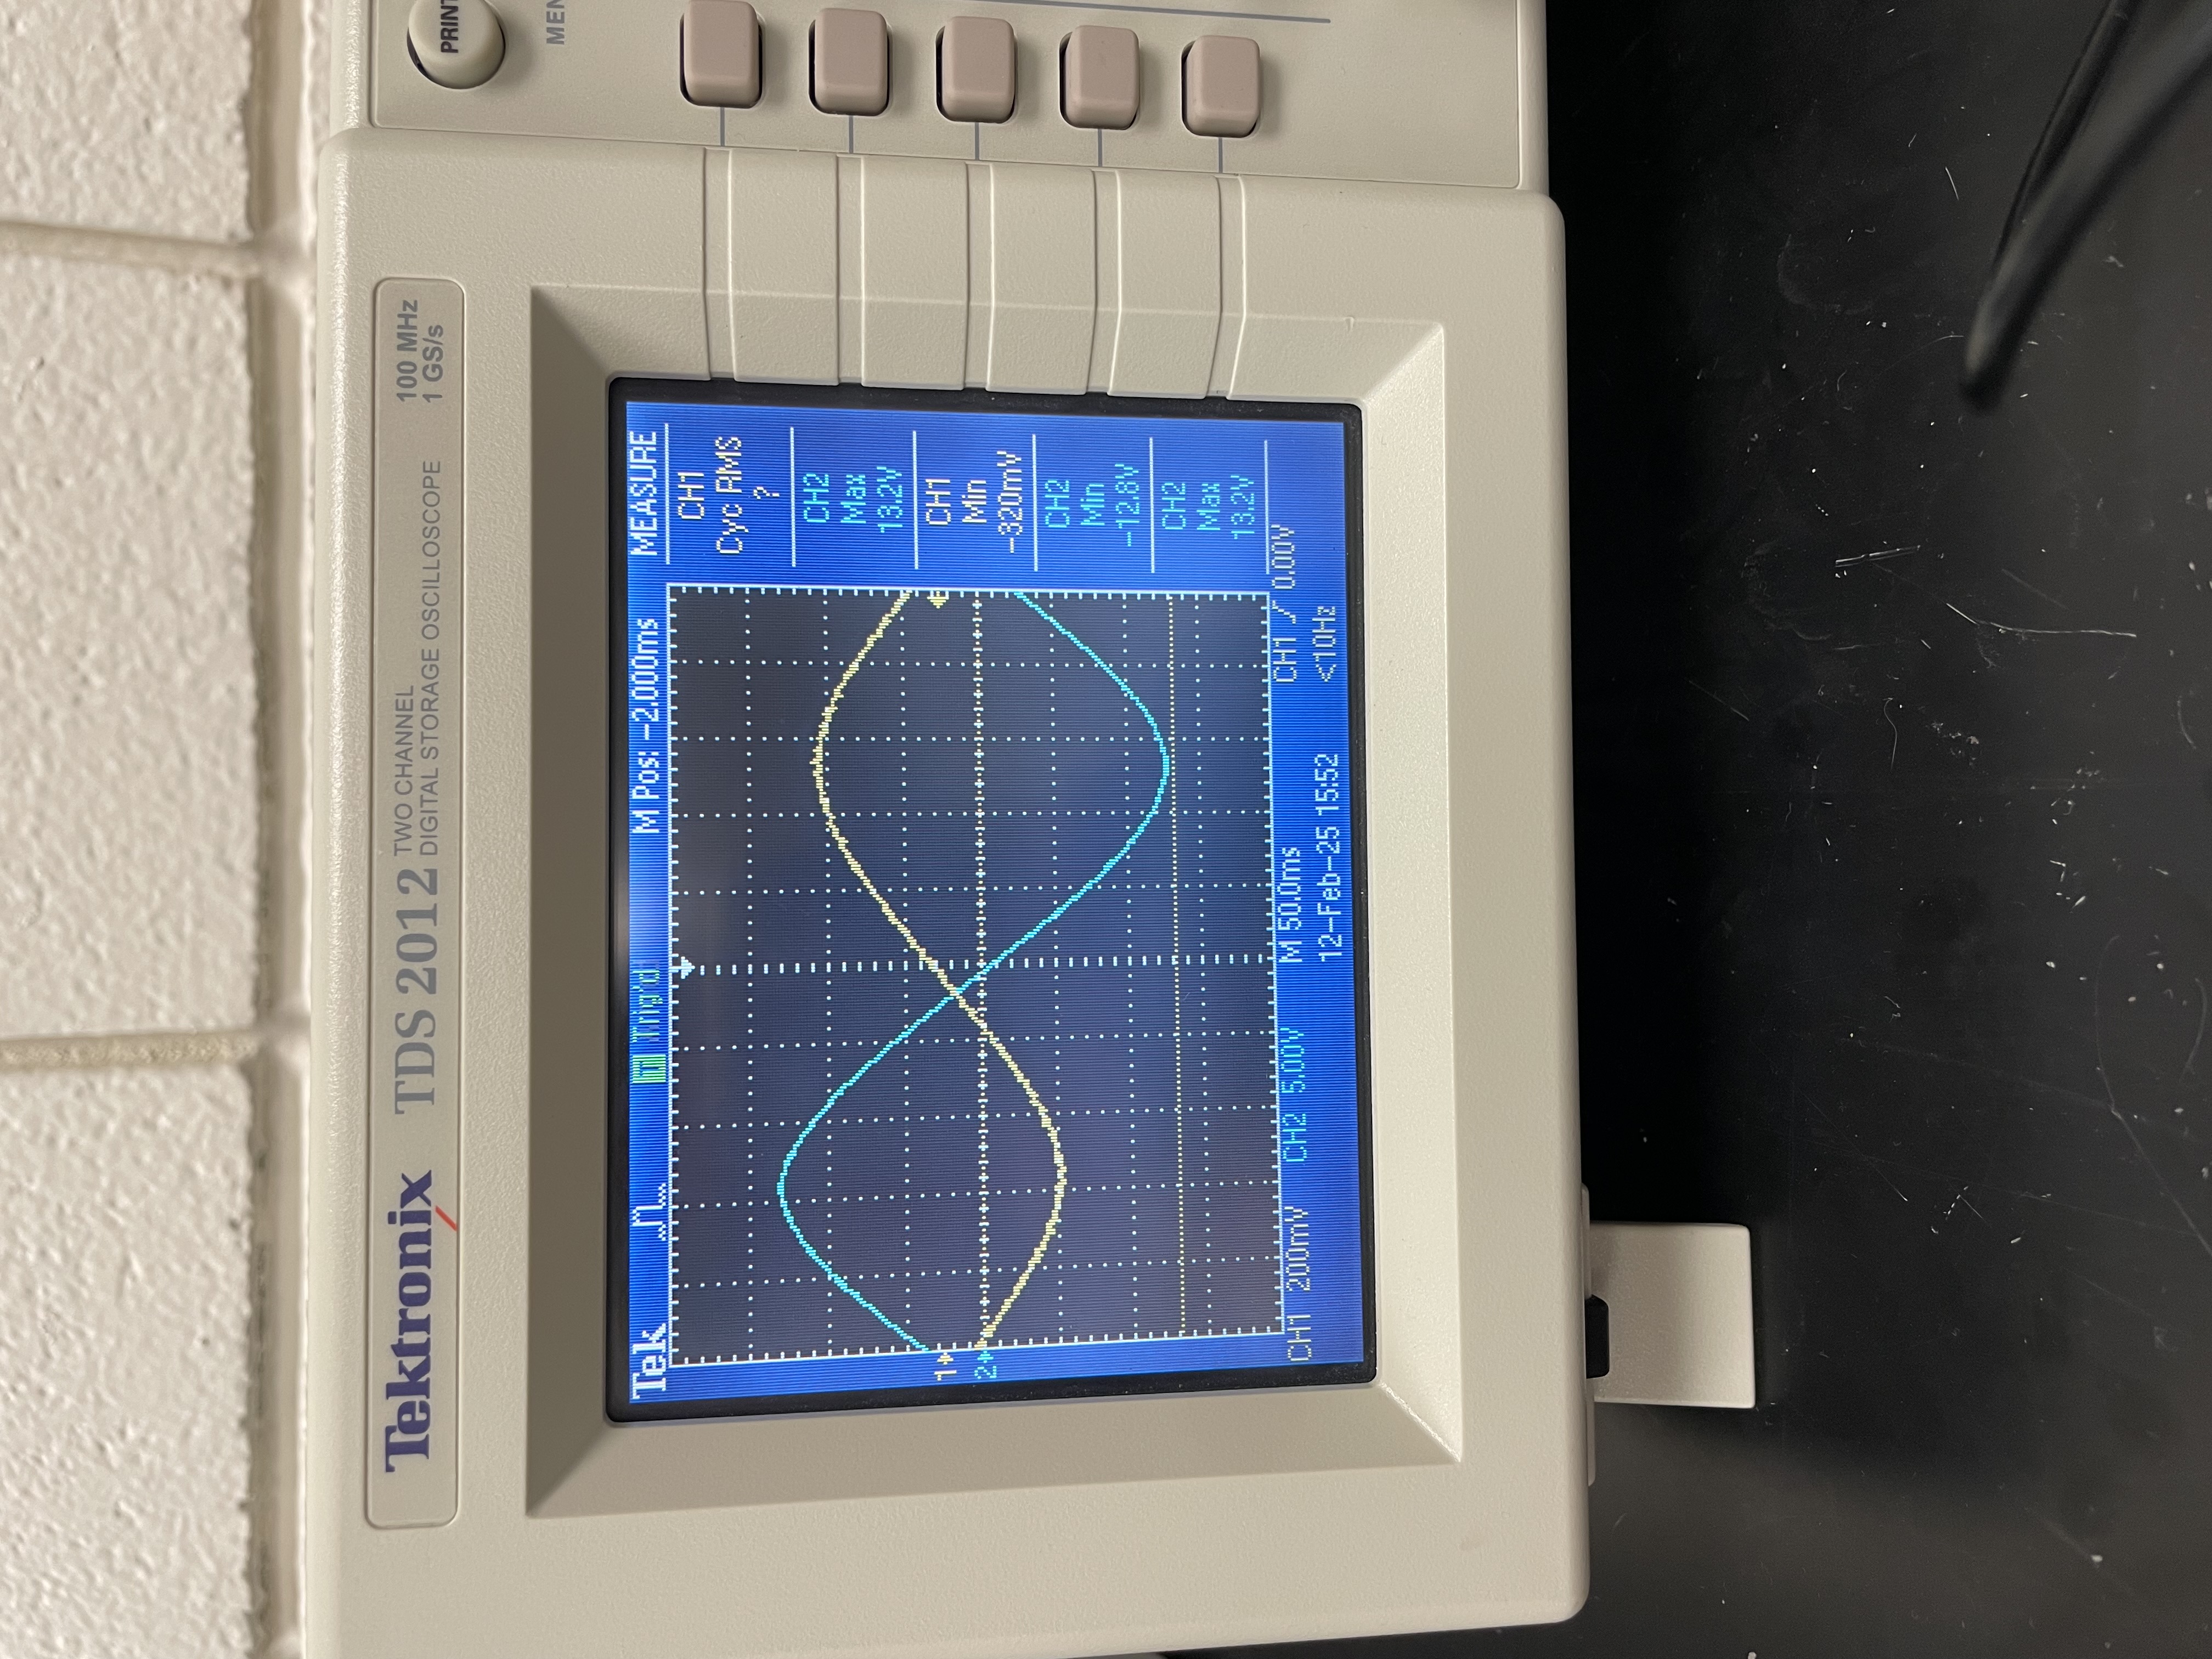 Tektronix TDS 2012 TWO CHANNEL DIGITAL STORAGE OSCILLOSCOPE
100 MHz
1 GS/s
Tek T Trig'd M Pos: -2.000ms MEASURE
CH1
Cyc RMS
?
CH2
Max
13.2V
1
CH1
Min
-320mV
2
CH2
Min
-12.8V
CH2
Max
13.2V
CH1 200mV CH2 5.00V M 50.0ms CH1 0.00V
12-Feb-25 15:52 <10Hz